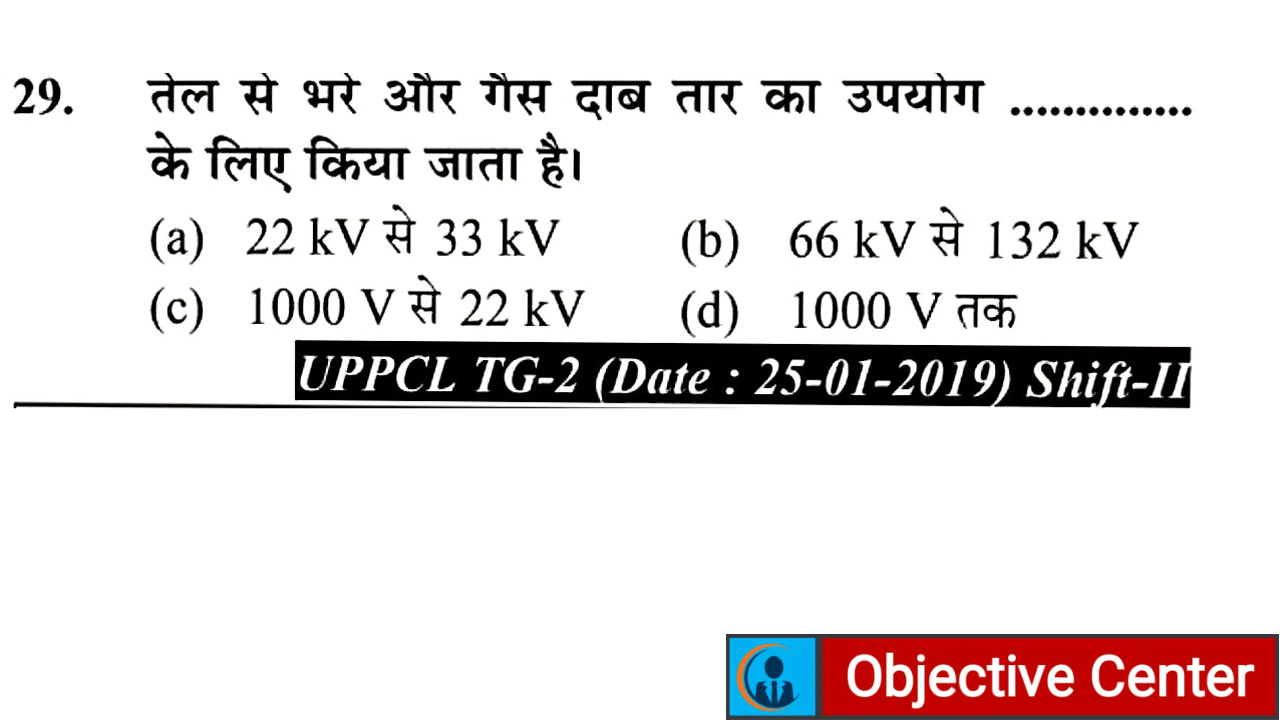 29. तेल से भरे और गैस दाब तार का उपयोग ..............
के लिए किया जाता है।
(a) 22 kV से 33 kV (b) 66 kV से 132 kV
(c) 1000 V से 22 kV (d) 1000 V तक
UPPCL TG-2 (Date : 25-01-2019) Shift-II
Objective Center